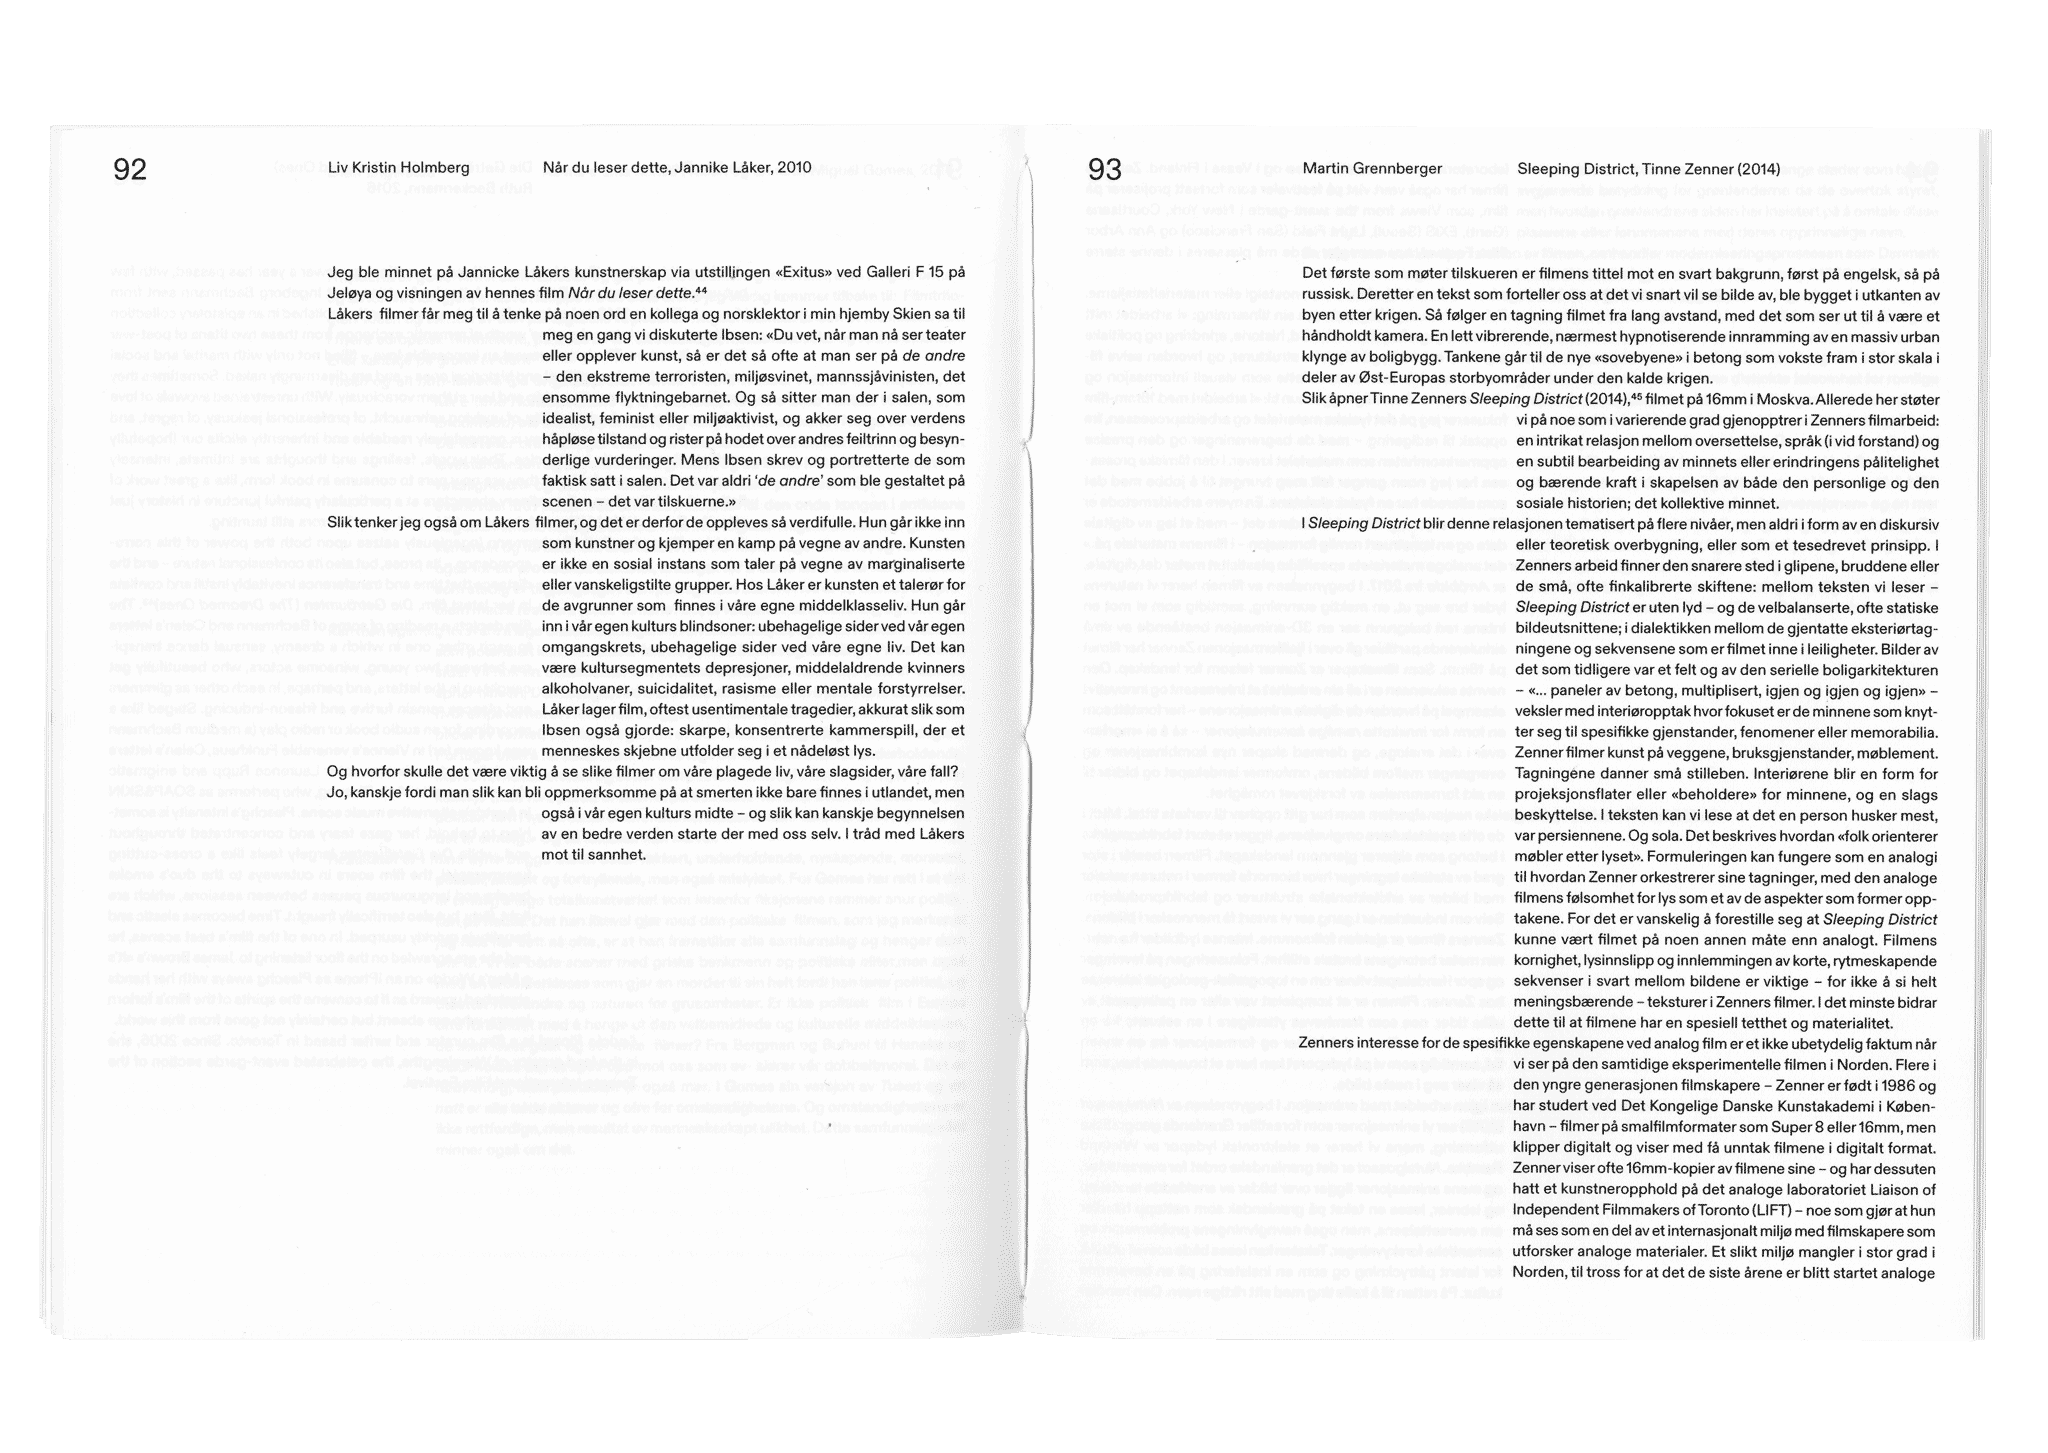 92
Liv Kristin Holmberg
Når du leser dette, Jannike Låker, 2010
Jeg ble minnet på Jannicke Låkers kunstnerskap via utstillingen «Exitus» ved Galleri F 15 på
Jeløya og visningen av hennes film Når du leser dette.⁴⁴
Låkers filmer får meg til å tenke på noen ord en kollega og norsklektor i min hjemby Skien sa til
meg en gang vi diskuterte Ibsen: «Du vet, når man nå ser teater
eller opplever kunst, så er det så ofte at man ser på de andre
– den ekstreme terroristen, miljøsvinet, mannssjåvinisten, det
ensomme flyktningebarnet. Og så sitter man der i salen, som
idealist, feminist eller miljøaktivist, og akker seg over verdens
håpløse tilstand og rister på hodet over andres feiltrinn og besyn-
derlige vurderinger. Mens Ibsen skrev og portretterte de som
faktisk satt i salen. Det var aldri 'de andre' som ble gestaltet på
scenen – det var tilskuerne.»
Slik tenker jeg også om Låkers filmer, og det er derfor de oppleves så verdifulle. Hun går ikke inn
som kunstner og kjemper en kamp på vegne av andre. Kunsten
er ikke en sosial instans som taler på vegne av marginaliserte
eller vanskeligstilte grupper. Hos Låker er kunsten et talerør for
de avgrunner som finnes i våre egne middelklasseliv. Hun går
inn i vår egen kulturs blindsoner: ubehagelige sider ved vår egen
omgangskrets, ubehagelige sider ved våre egne liv. Det kan
være kultursegmentets depresjoner, middelaldrende kvinners
alkoholvaner, suicidalitet, rasisme eller mentale forstyrrelser.
Låker lager film, oftest usentimentale tragedier, akkurat slik som
Ibsen også gjorde: skarpe, konsentrerte kammerspill, der et
menneskes skjebne utfolder seg i et nådeløst lys.
Og hvorfor skulle det være viktig å se slike filmer om våre plagede liv, våre slagsider, våre fall?
Jo, kanskje fordi man slik kan bli oppmerksomme på at smerten ikke bare finnes i utlandet, men
også i vår egen kulturs midte – og slik kan kanskje begynnelsen
av en bedre verden starte der med oss selv. I tråd med Låkers
mot til sannhet.
93
Martin Grennberger
Sleeping District, Tinne Zenner (2014)
Det første som møter tilskueren er filmens tittel mot en svart bakgrunn, først på engelsk, så på
russisk. Deretter en tekst som forteller oss at det vi snart vil se bilde av, ble bygget i utkanten av
byen etter krigen. Så følger en tagning filmet fra lang avstand, med det som ser ut til å være et
håndholdt kamera. En lett vibrerende, nærmest hypnotiserende innramming av en massiv urban
klynge av boligbygg. Tankene går til de nye «sovebyene» i betong som vokste fram i stor skala i
deler av Øst-Europas storbyområder under den kalde krigen.
Slik åpner Tinne Zenners Sleeping District (2014),⁴⁵ filmet på 16mm i Moskva. Allerede her støter
vi på noe som i varierende grad gjenopptrer i Zenners filmarbeid:
en intrikat relasjon mellom oversettelse, språk (i vid forstand) og
en subtil bearbeiding av minnets eller erindringens pålitelighet
og bærende kraft i skapelsen av både den personlige og den
sosiale historien; det kollektive minnet.
I Sleeping District blir denne relasjonen tematisert på flere nivåer, men aldri i form av en diskursiv
eller teoretisk overbygning, eller som et tesedrevet prinsipp. I
Zenners arbeid finner den snarere sted i glipene, bruddene eller
de små, ofte finkalibrerte skiftene: mellom teksten vi leser –
Sleeping District er uten lyd – og de velbalanserte, ofte statiske
bildeutsnittene; i dialektikken mellom de gjentatte eksteriørtag-
ningene og sekvensene som er filmet inne i leiligheter. Bilder av
det som tidligere var et felt og av den serielle boligarkitekturen
– «... paneler av betong, multiplisert, igjen og igjen og igjen» –
veksler med interiøropptak hvor fokuset er de minnene som knyt-
ter seg til spesifikke gjenstander, fenomener eller memorabilia.
Zenner filmer kunst på veggene, bruksgjenstander, møblement.
Tagningene danner små stilleben. Interiørene blir en form for
projeksjonsflater eller «beholdere» for minnene, og en slags
beskyttelse. I teksten kan vi lese at det en person husker mest,
var persiennene. Og sola. Det beskrives hvordan «folk orienterer
møbler etter lyset». Formuleringen kan fungere som en analogi
til hvordan Zenner orkestrerer sine tagninger, med den analoge
filmens følsomhet for lys som et av de aspekter som former opp-
takene. For det er vanskelig å forestille seg at Sleeping District
kunne vært filmet på noen annen måte enn analogt. Filmens
kornighet, lysinnslipp og innlemmingen av korte, rytmeskapende
sekvenser i svart mellom bildene er viktige – for ikke å si helt
meningsbærende – teksturer i Zenners filmer. I det minste bidrar
dette til at filmene har en spesiell tetthet og materialitet.
Zenners interesse for de spesifikke egenskapene ved analog film er et ikke ubetydelig faktum når
vi ser på den samtidige eksperimentelle filmen i Norden. Flere i
den yngre generasjonen filmskapere – Zenner er født i 1986 og
har studert ved Det Kongelige Danske Kunstakademi i Køben-
havn – filmer på smalfilmformater som Super 8 eller 16mm, men
klipper digitalt og viser med få unntak filmene i digitalt format.
Zenner viser ofte 16mm-kopier av filmene sine – og har dessuten
hatt et kunstneropphold på det analoge laboratoriet Liaison of
Independent Filmmakers of Toronto (LIFT) – noe som gjør at hun
må ses som en del av et internasjonalt miljø med filmskapere som
utforsker analoge materialer. Et slikt miljø mangler i stor grad i
Norden, til tross for at det de siste årene er blitt startet analoge